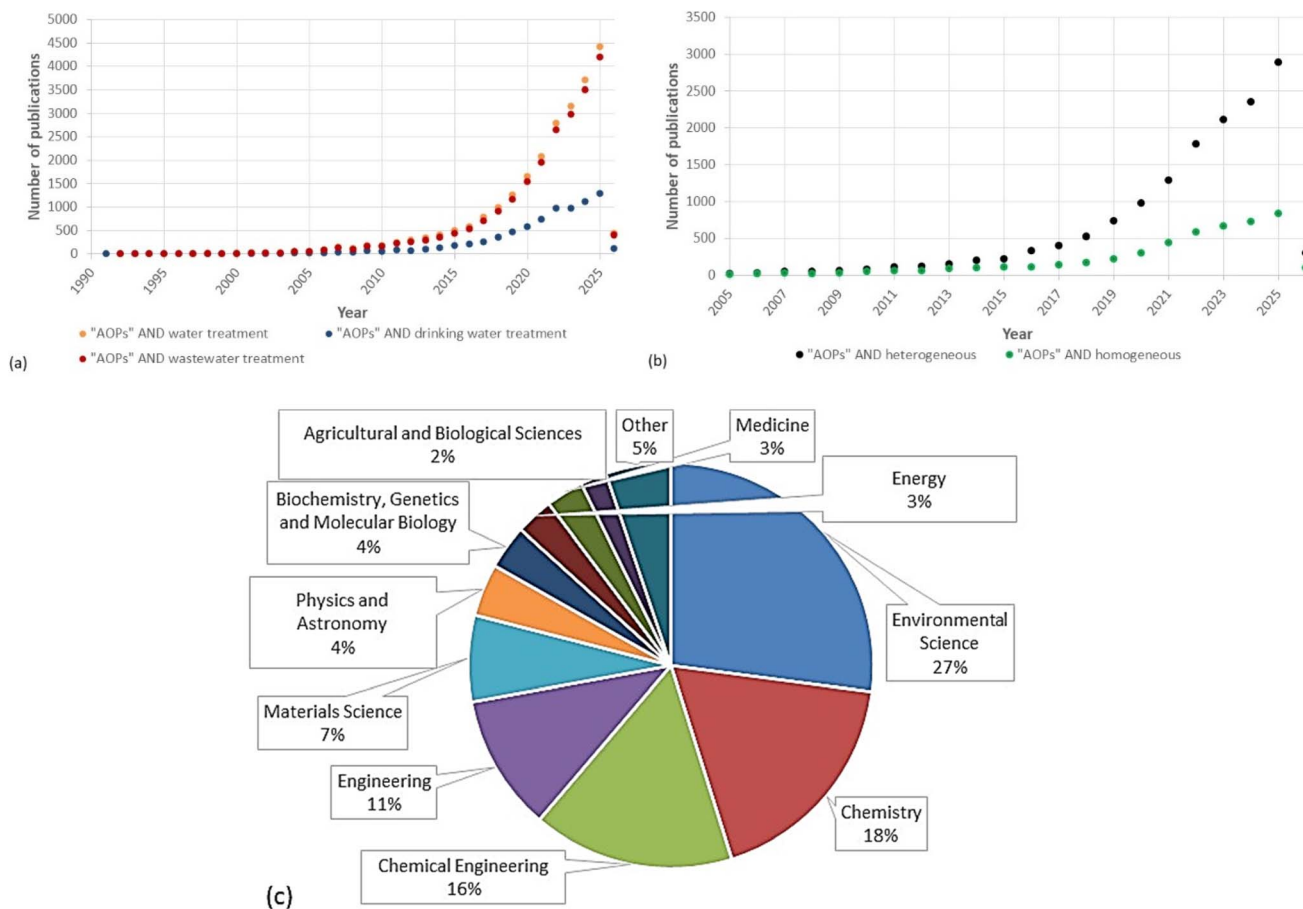 5000
4500
4000
3500
3000
2500
2000
1500
1000
500
0
Number of publications
1990
1995
2000
2005
2010
2015
2020
2025
Year
"AOPs" AND water treatment
"AOPs" AND drinking water treatment
"AOPs" AND wastewater treatment
(a)
3500
3000
2500
2000
1500
1000
500
0
Number of publications
2005
2007
2009
2011
2013
2015
2017
2019
2021
2023
2025
Year
"AOPs" AND heterogeneous
"AOPs" AND homogeneous
(b)
Agricultural and Biological Sciences
2%
Other
5%
Medicine
3%
Energy
3%
Biochemistry, Genetics
and Molecular Biology
4%
Physics and
Astronomy
4%
Environmental
Science
27%
Materials Science
7%
Engineering
11%
Chemistry
18%
Chemical Engineering
16%
(c)